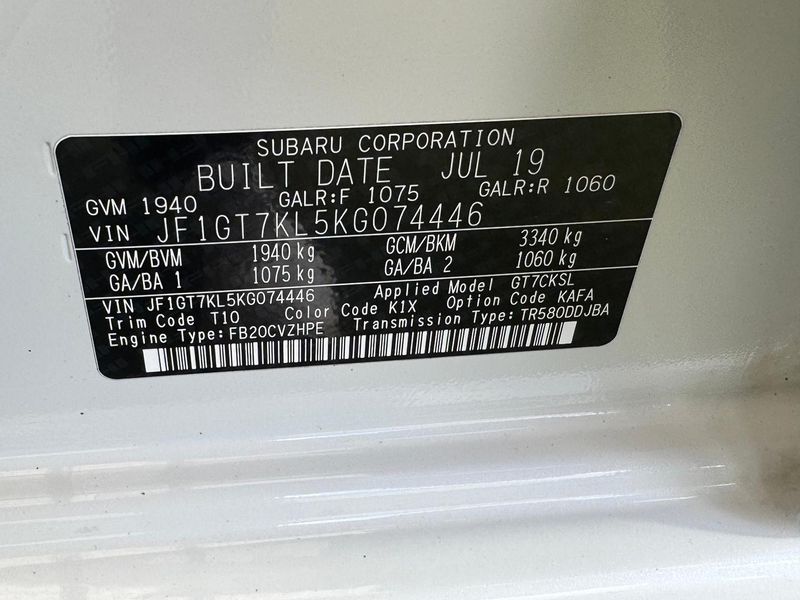 SUBARU CORPORATION
BUILT DATE JUL 19
GVM 1940 GALR:F 1075 GALR:R 1060
VIN JF1GT7KL5KG074446
GVM/BVM 1940 kg GCM/BKM 3340 kg
GA/BA 1 1075 kg GA/BA 2 1060 kg
VIN JF1GT7KL5KG074446 Applied Model GT7CKSL
Trim Code T10 Color Code K1X Option Code KAFA
Engine Type:FB20CVZHPE Transmission Type:TR580DDJBA